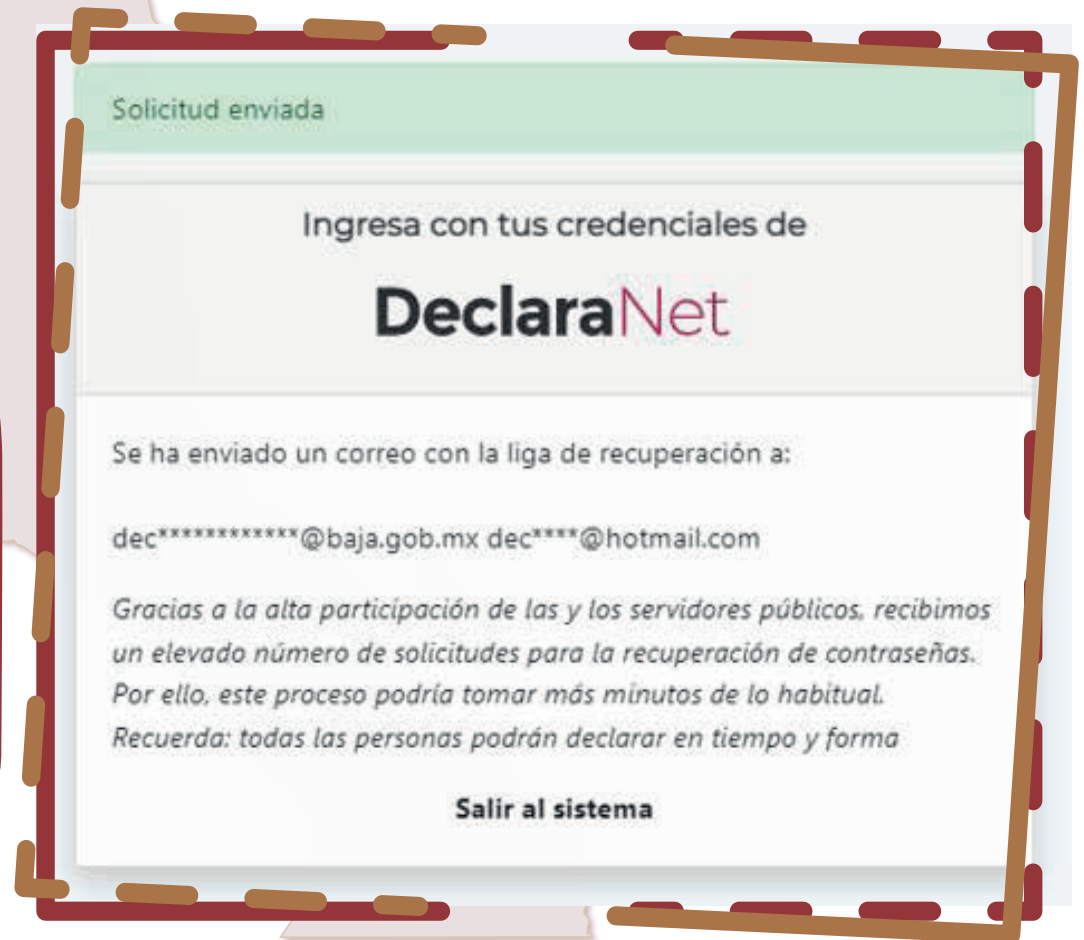 Solicitud enviada
Ingresa con tus credenciales de
DeclaraNet
Se ha enviado un correo con la liga de recuperación a:
dec************@baja.gob.mx dec****@hotmail.com
Gracias a la alta participación de las y los servidores públicos, recibimos
un elevado número de solicitudes para la recuperación de contraseñas.
Por ello, este proceso podría tomar más minutos de lo habitual.
Recuerda: todas las personas podrán declarar en tiempo y forma
Salir al sistema